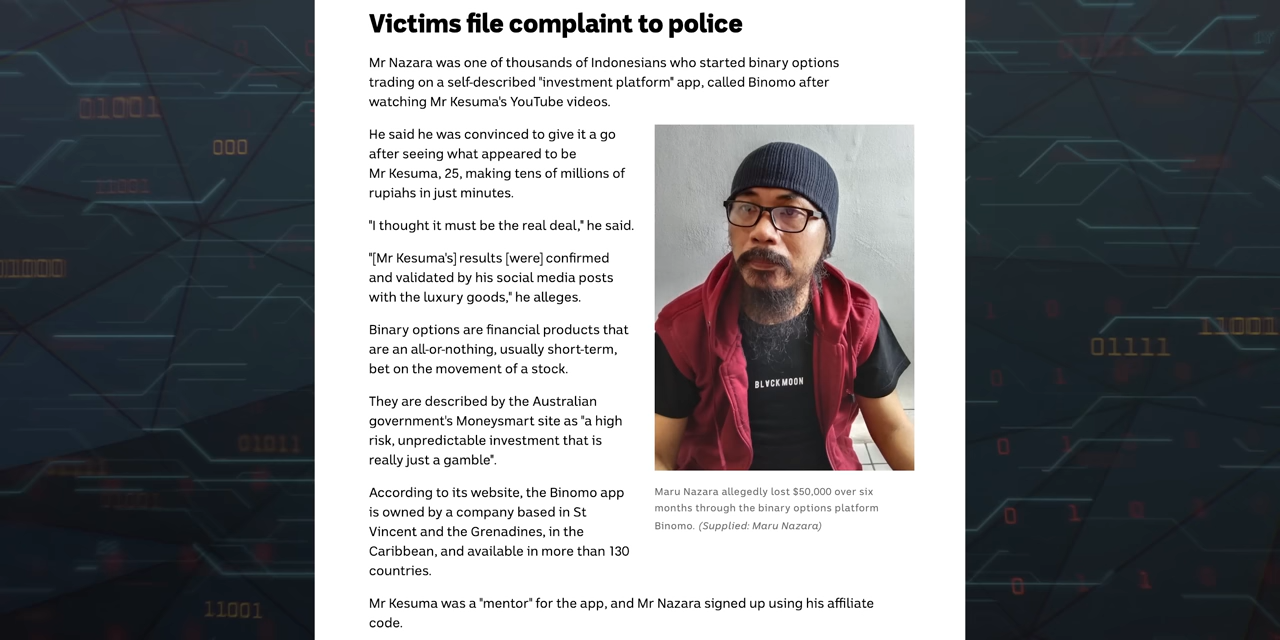 Victims file complaint to police
Mr Nazara was one of thousands of Indonesians who started binary options
trading on a self-described "investment platform" app, called Binomo after
watching Mr Kesuma's YouTube videos.
He said he was convinced to give it a go
after seeing what appeared to be
Mr Kesuma, 25, making tens of millions of
rupiahs in just minutes.
"I thought it must be the real deal," he said.
"[Mr Kesuma's] results [were] confirmed
and validated by his social media posts
with the luxury goods," he alleges.
Binary options are financial products that
are an all-or-nothing, usually short-term,
bet on the movement of a stock.
They are described by the Australian
government's Moneysmart site as "a high
risk, unpredictable investment that is
really just a gamble".
According to its website, the Binomo app
is owned by a company based in St
Vincent and the Grenadines, in the
Caribbean, and available in more than 130
countries.
BLVCKMOON
Maru Nazara allegedly lost $50,000 over six
months through the binary options platform
Binomo. (Supplied: Maru Nazara)
Mr Kesuma was a "mentor" for the app, and Mr Nazara signed up using his affiliate
code.
01001
000
11001
01000
01011
11001
01111
11001